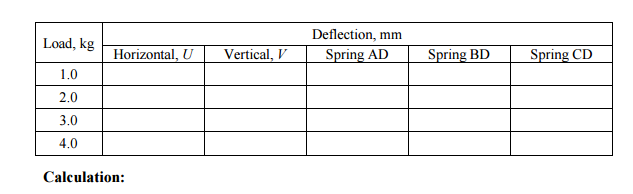 Load, kg Deflection, mm
Horizontal, U Vertical, V Spring AD Spring BD Spring CD
1.0
2.0
3.0
4.0
Calculation: